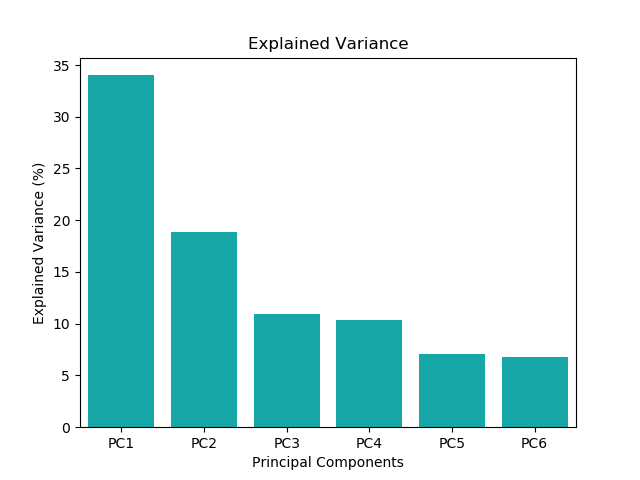 Explained Variance
Explained Variance (%)
35
30
25
20
15
10
5
0
PC1 PC2 PC3 PC4 PC5 PC6
Principal Components